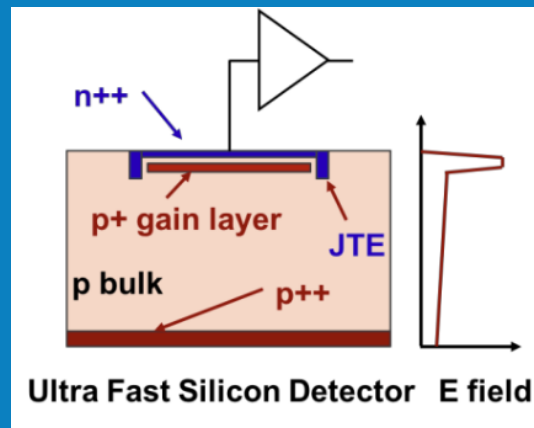 n++
p+ gain layer
JTE
p bulk
p++
Ultra Fast Silicon Detector E field